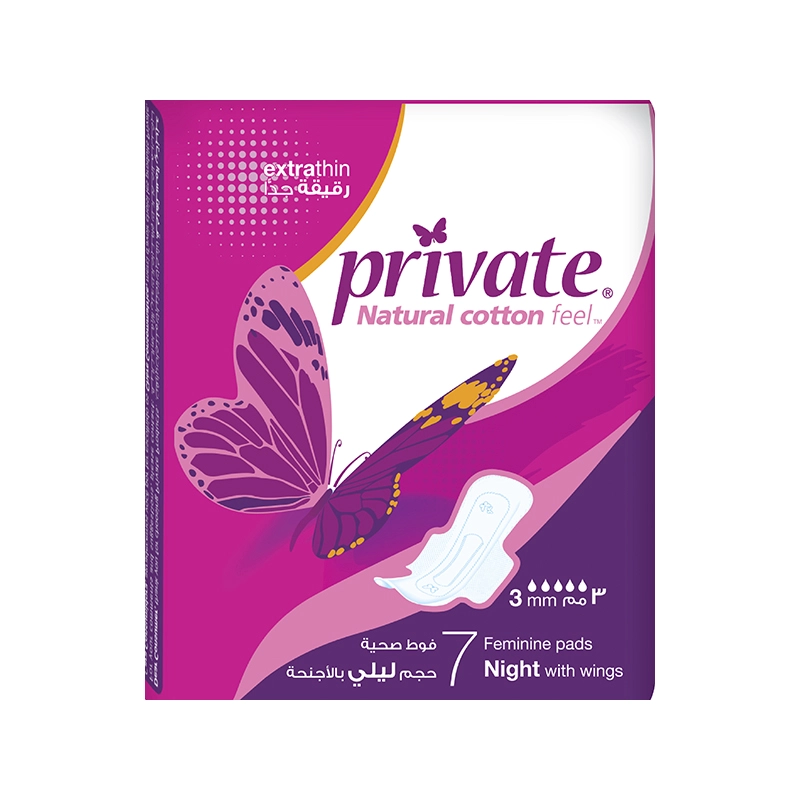 extrathin
رقيقة جداً
private®
Natural cotton feel™
3 mm ٣ مم
فوط صحية
حجم ليلي بالأجنحة
7
Feminine pads
Night with wings